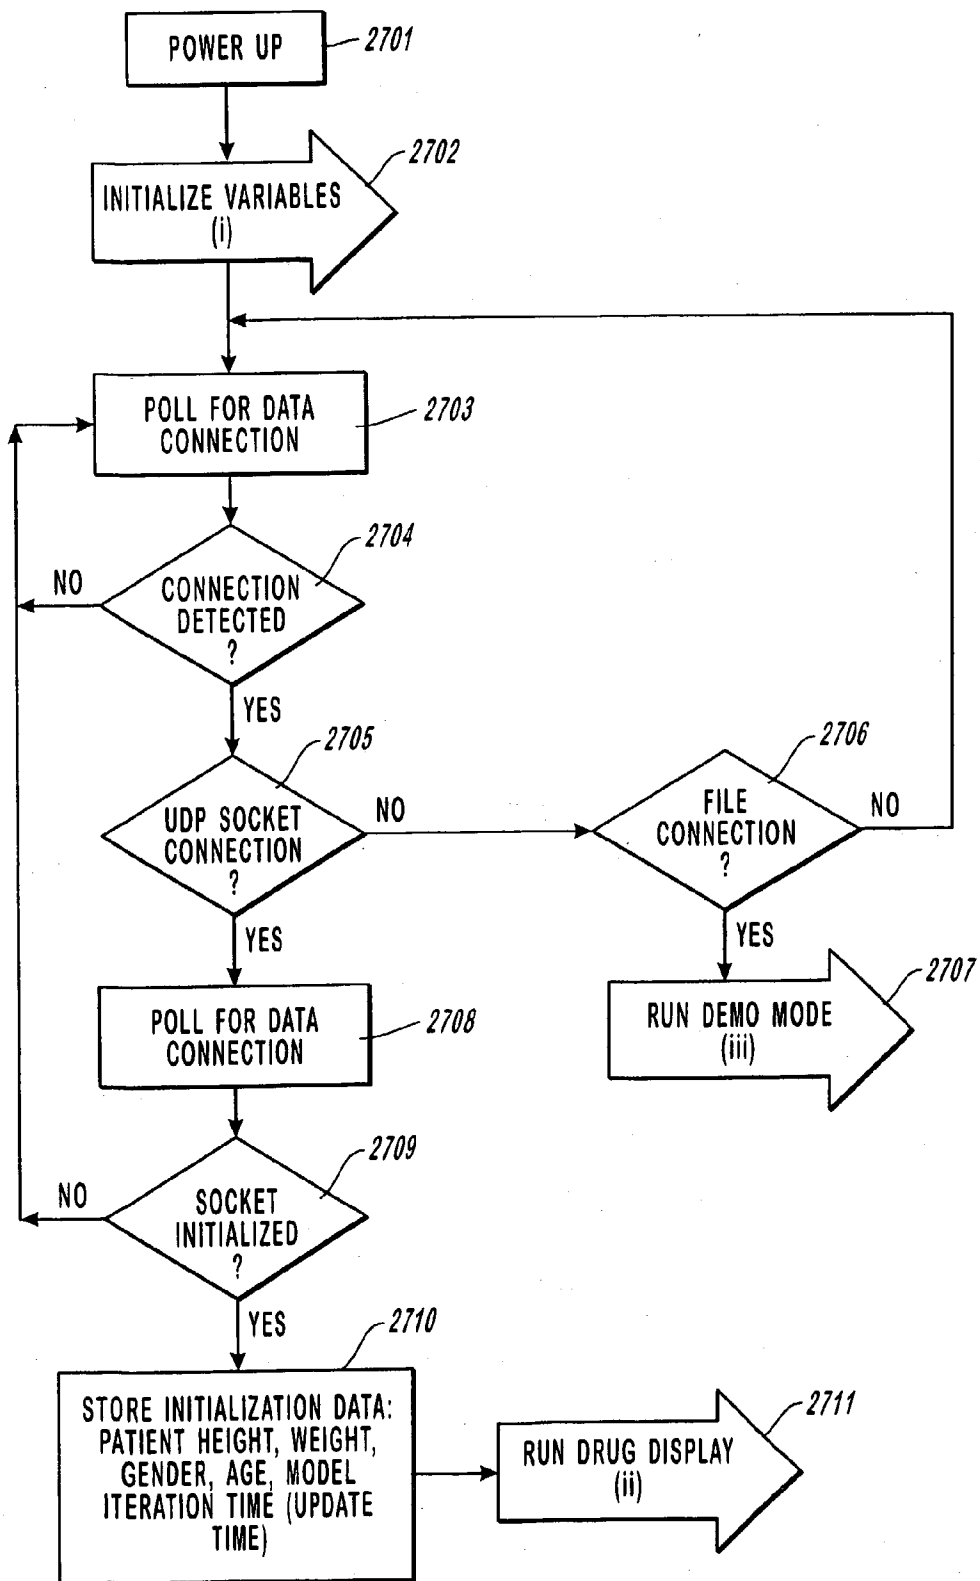 POWER UP
2701
2702
INITIALIZE VARIABLES
(i)
POLL FOR DATA
CONNECTION
2703
2704
NO
CONNECTION
DETECTED
?
YES
2705
2706
UDP SOCKET
CONNECTION
?
NO
FILE
CONNECTION
?
NO
YES
YES
2707
POLL FOR DATA
CONNECTION
2708
RUN DEMO MODE
(iii)
2709
NO
SOCKET
INITIALIZED
?
YES
2710
STORE INITIALIZATION DATA:
PATIENT HEIGHT, WEIGHT,
GENDER, AGE, MODEL
ITERATION TIME (UPDATE
TIME)
2711
RUN DRUG DISPLAY
(ii)